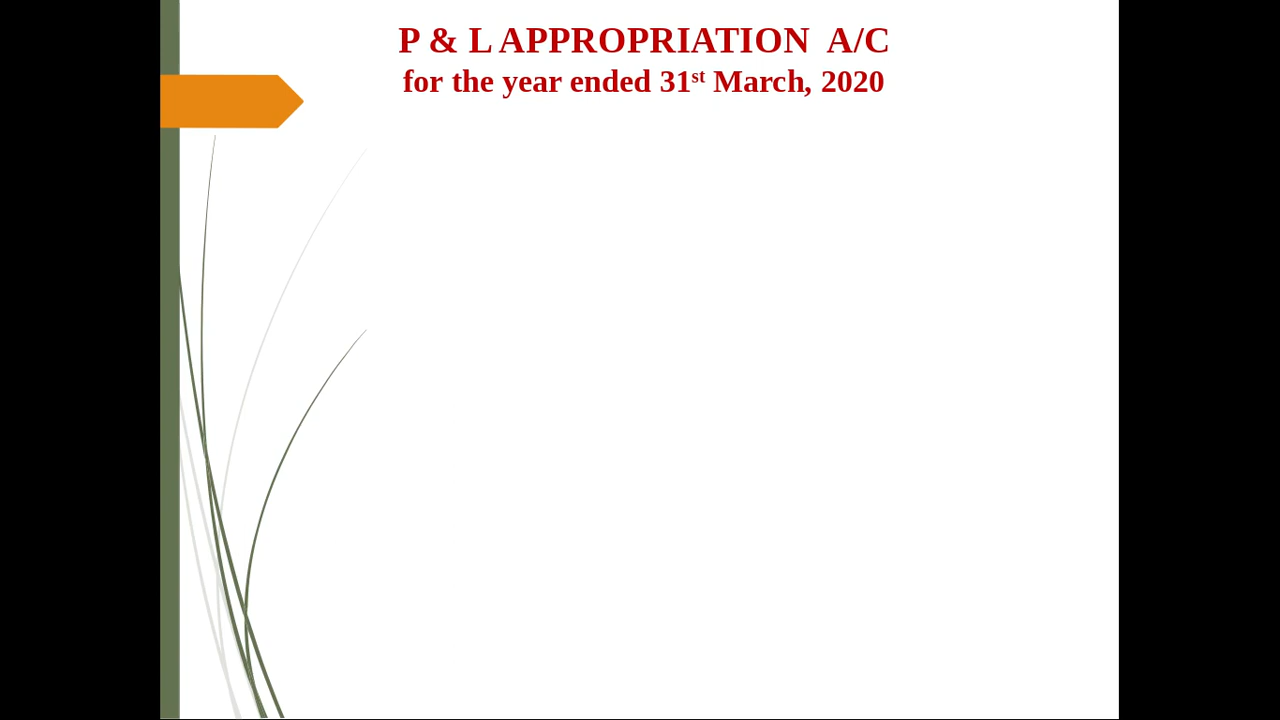 P & L APPROPRIATION A/C
for the year ended 31st March, 2020